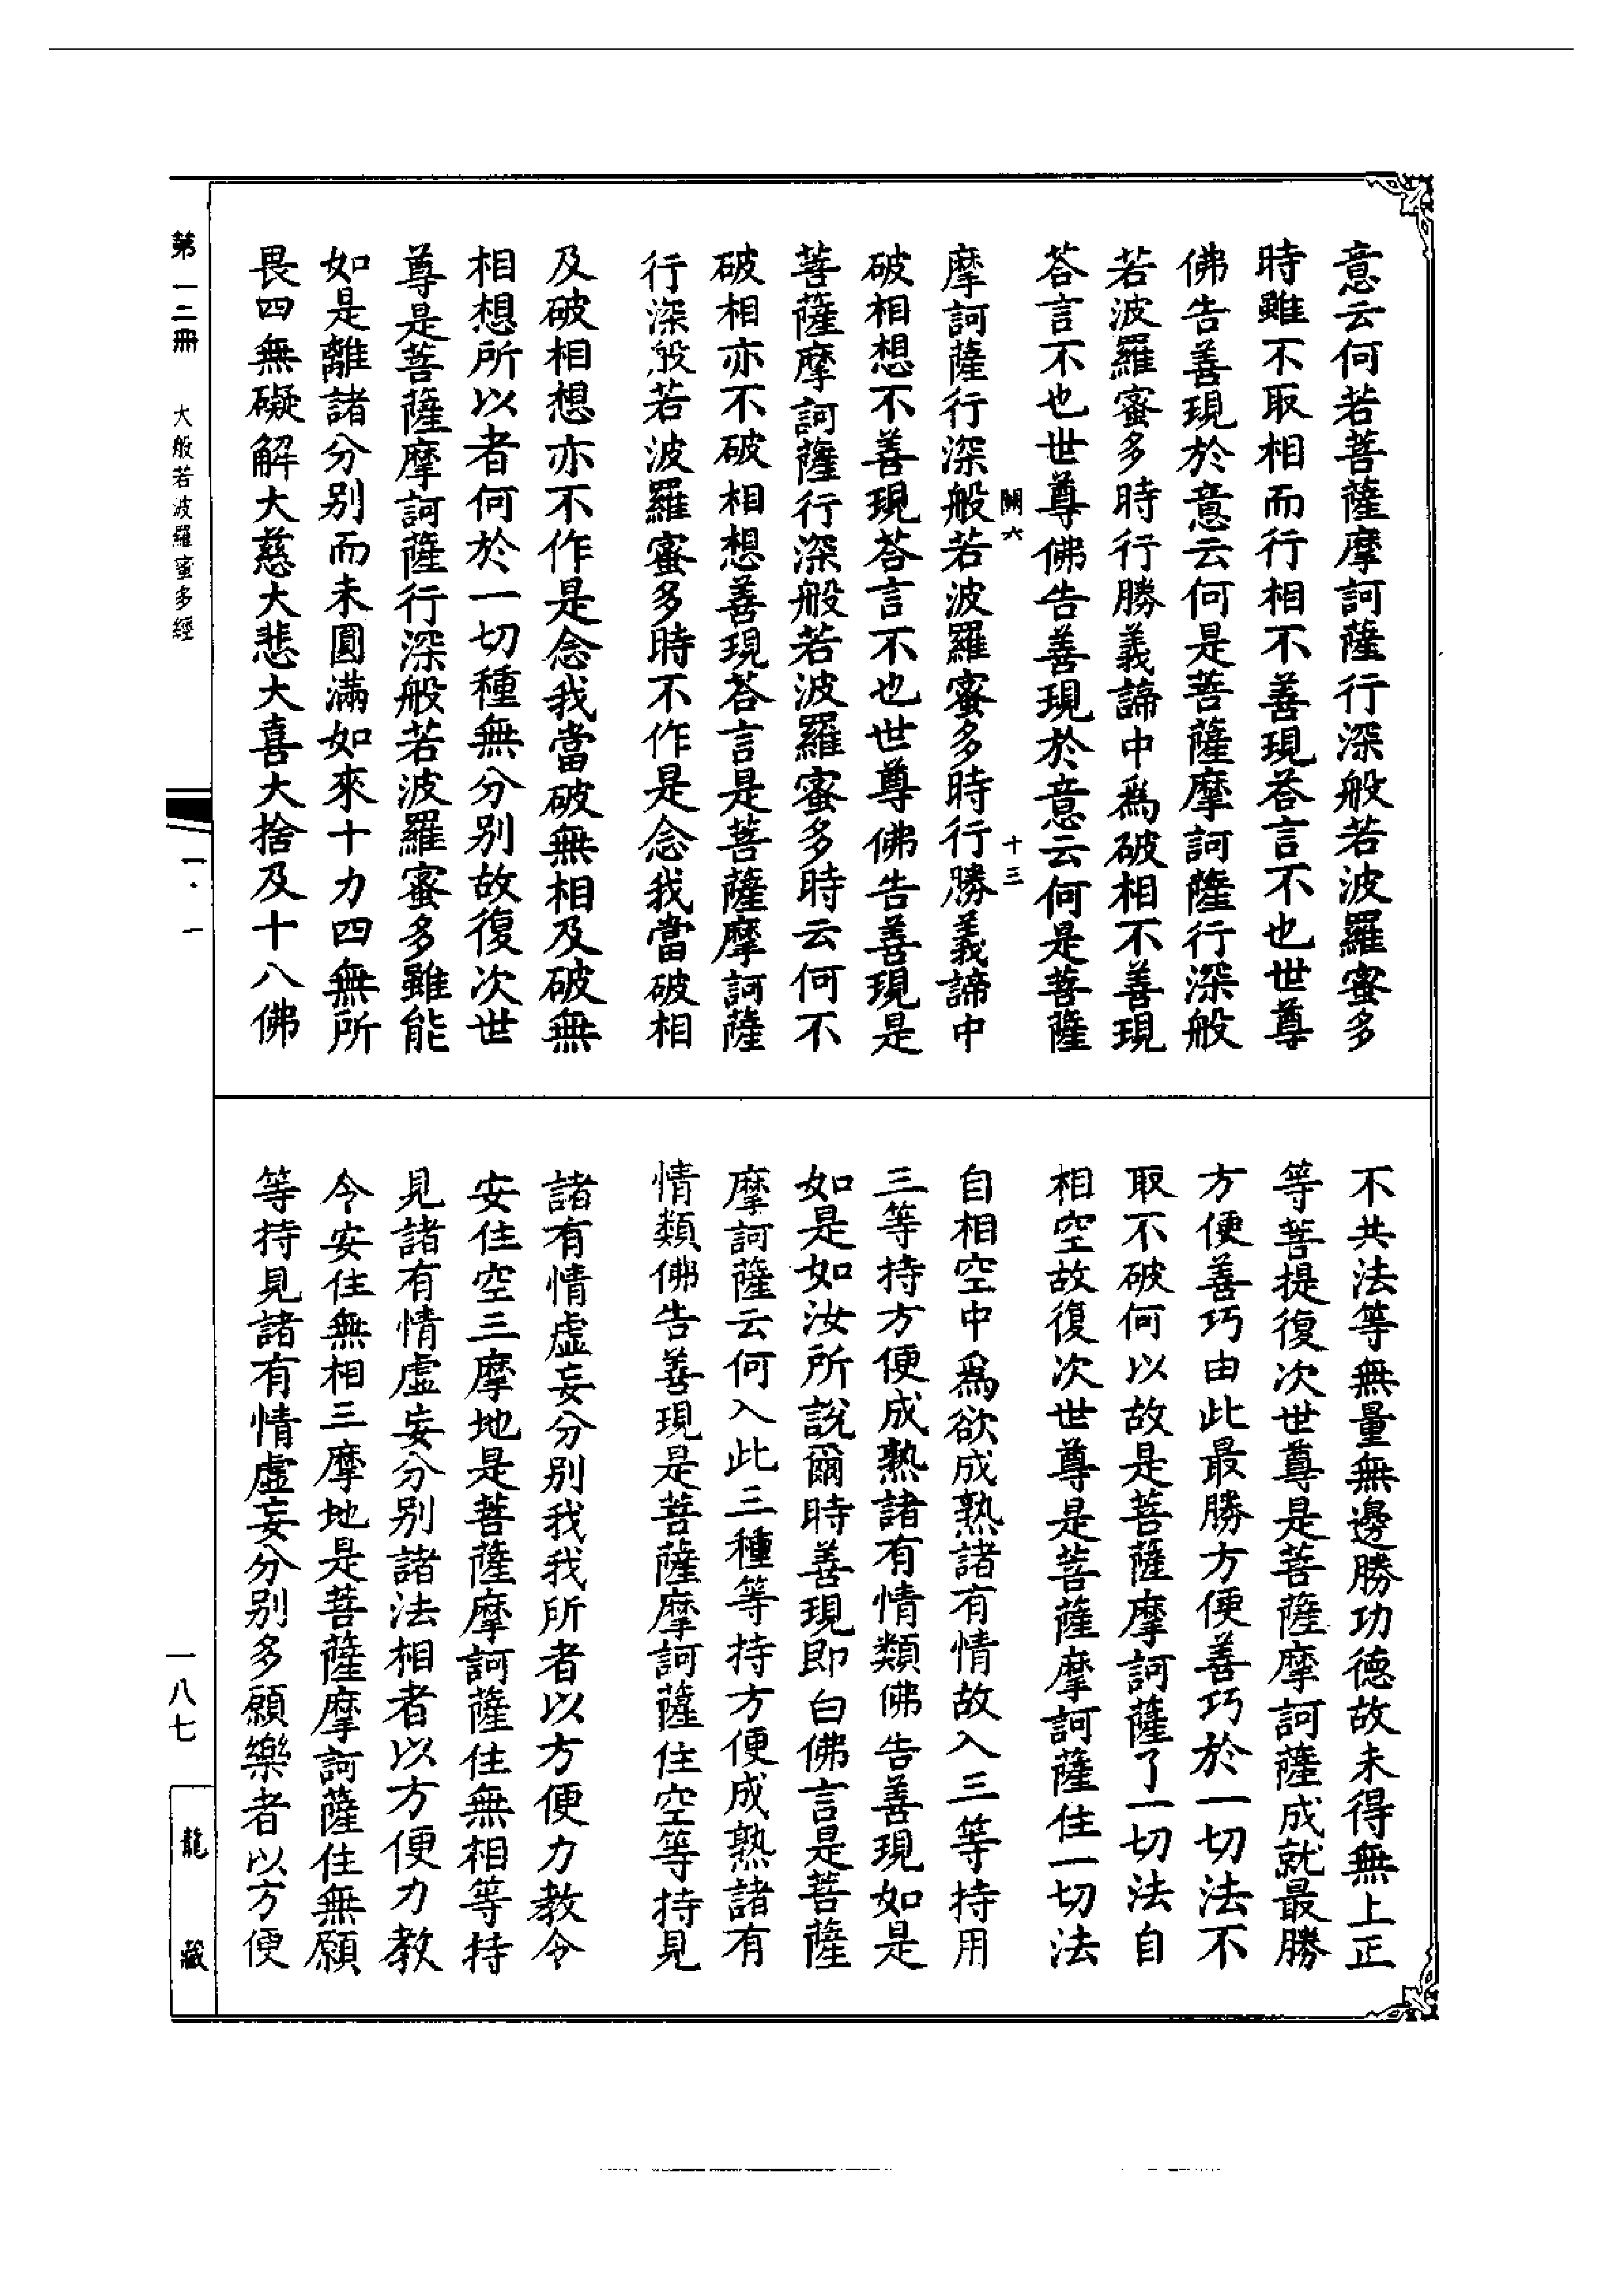 意云何若菩薩摩訶薩行深般若波羅蜜多
時雖不取相而行相不善現荅言不也世尊
佛告善現於意云何是菩薩摩訶薩行深般
若波羅蜜多時行勝義諦中爲破相不善現
荅言不也世尊佛告善現於意云何是菩薩
開六 十三
摩訶薩行深般若波羅蜜多時行勝義諦中
破相想不善現荅言不也世尊佛告善現是
菩薩摩訶薩行深般若波羅蜜多時云何不
破相亦不破相想善現荅言是菩薩摩訶薩
行深般若波羅蜜多時不作是念我當破相
及破相想亦不作是念我當破無相及破無
相想所以者何於一切種無分別故復次世
尊是菩薩摩訶薩行深般若波羅蜜多雖能
如是離諸分別而未圓滿如來十力四無所
畏四無礙解大慈大悲大喜大捨及十八佛
不共法等無量無邊勝功德故未得無上正
等菩提復次世尊是菩薩摩訶薩成就最勝
方便善巧由此最勝方便善巧於一切法不
取不破何以故是菩薩摩訶薩了一切法自
相空故復次世尊是菩薩摩訶薩住一切法
自相空中爲欲成熟諸有情故入三等持用
三等持方便成熟諸有情類佛告善現如是
如是如汝所說爾時善現即白佛言是菩薩
摩訶薩云何入此三種等持方便成熟諸有
情類佛告善現是菩薩摩訶薩住空等持見
諸有情虛妄分別我我所者以方便力教令
安住空三摩地是菩薩摩訶薩住無相等持
見諸有情虛妄分別諸法相者以方便力教
令安住無相三摩地是菩薩摩訶薩住無願
等持見諸有情虛妄分別多願樂者以方便
第一二冊 大般若波羅蜜多經
一·一
一八七
龍藏